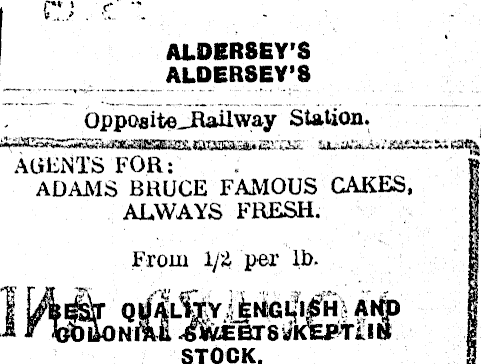 ALDERSEY'S
ALDERSEY'S
Opposite Railway Station.
AGENTS FOR:
ADAMS BRUCE FAMOUS CAKES,
ALWAYS FRESH.
From 1/2 per lb.
BEST QUALITY ENGLISH AND
COLONIAL SWEETS KEPT IN
STOCK.